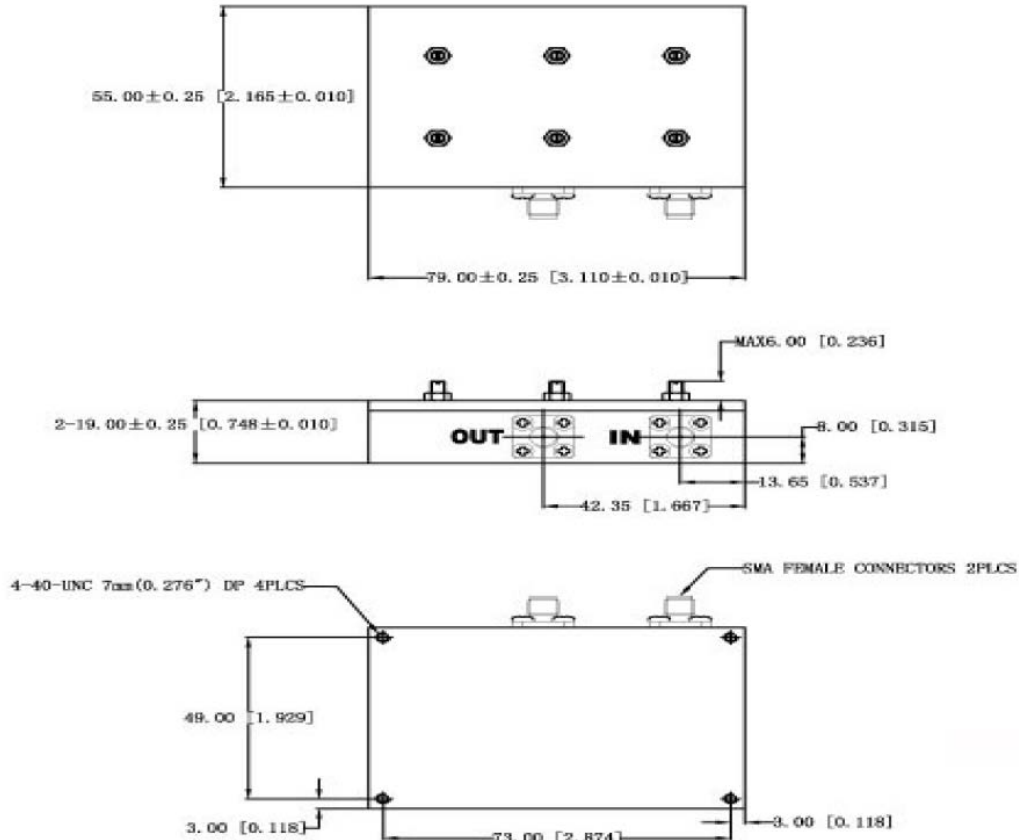 55.00±0.25 [2.165±0.010]
79.00±0.25 [3.110±0.010]
MAX6.00 [0.236]
2-19.00±0.25 [0.748±0.010]
OUT
IN
8.00 [0.315]
13.65 [0.537]
42.35 [1.667]
4-40-UNC 7mm(0.276") DP 4PLCS
SMA FEMALE CONNECTORS 2PLCS
49.00 [1.929]
3.00 [0.118]
73.00 [2.874]
3.00 [0.118]